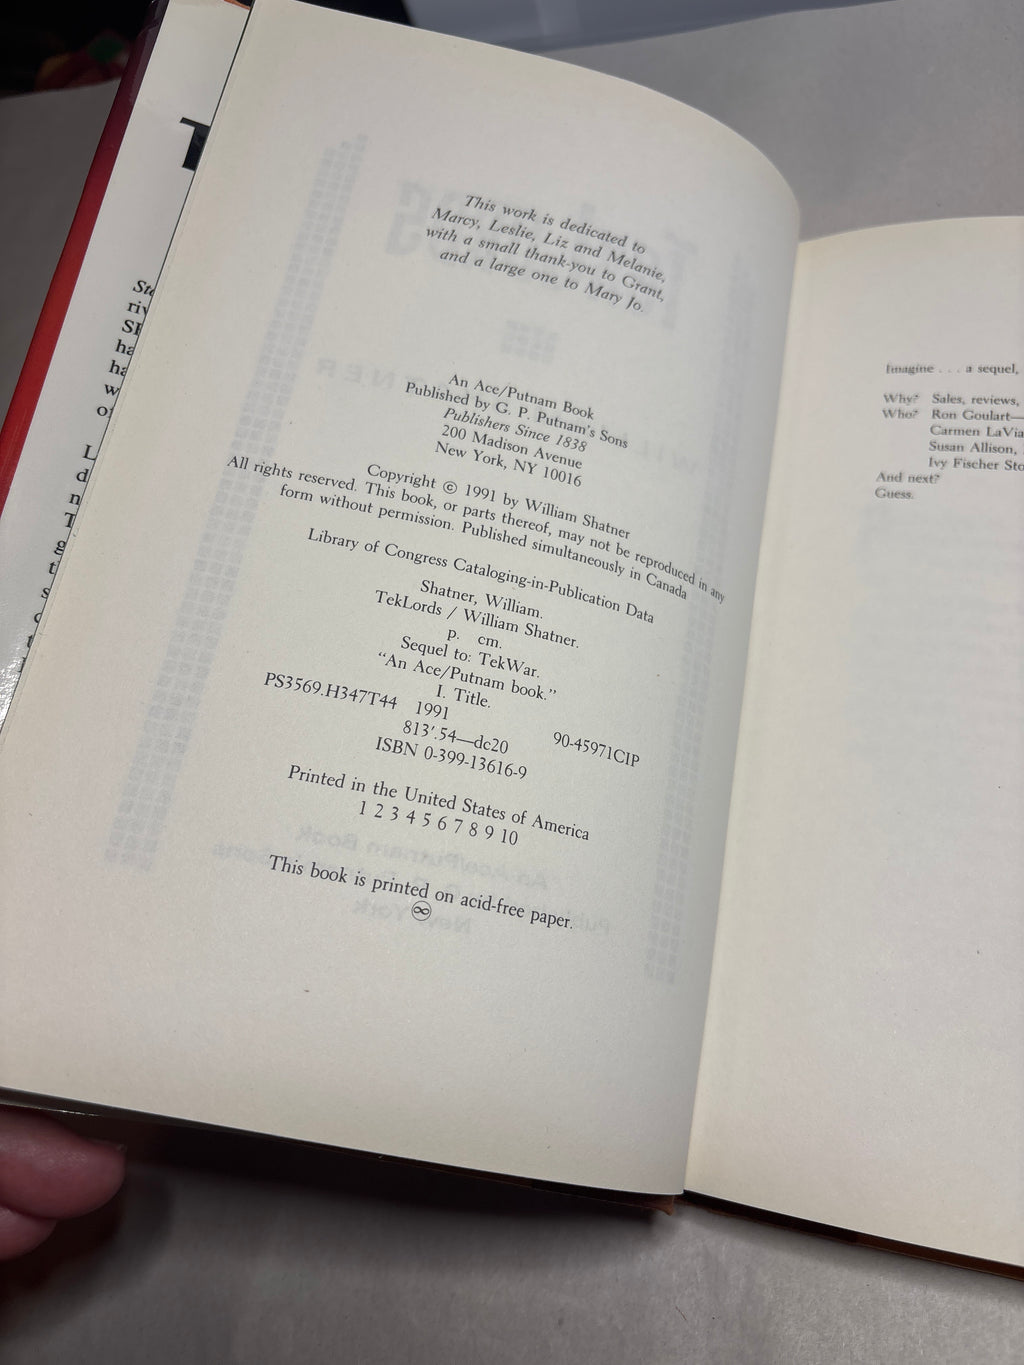 This work is dedicated to
Marcy, Leslie, Liz and Melanie,
with a small thank-you to Grant,
and a large one to Mary Jo.
An Ace/Putnam Book
Published by G. P. Putnam's Sons
Publishers Since 1838
200 Madison Avenue
New York, NY 10016
Copyright © 1991 by William Shatner
All rights reserved. This book, or parts thereof, may not be reproduced in any
form without permission. Published simultaneously in Canada
Library of Congress Cataloging-in-Publication Data
Shatner, William.
TekLords / William Shatner.
p. cm.
Sequel to: TekWar.
“An Ace/Putnam book.”
I. Title.
PS3569.H347T44 1991
813′.54—dc20 90-45971CIP
ISBN 0-399-13616-9
Printed in the United States of America
1 2 3 4 5 6 7 8 9 10
This book is printed on acid-free paper.
∞
Imagine . . . a sequel,
Why? Sales, reviews,
Who? Ron Goulart—
Carmen LaVia
Susan Allison,
Ivy Fischer Sto
And next?
Guess.